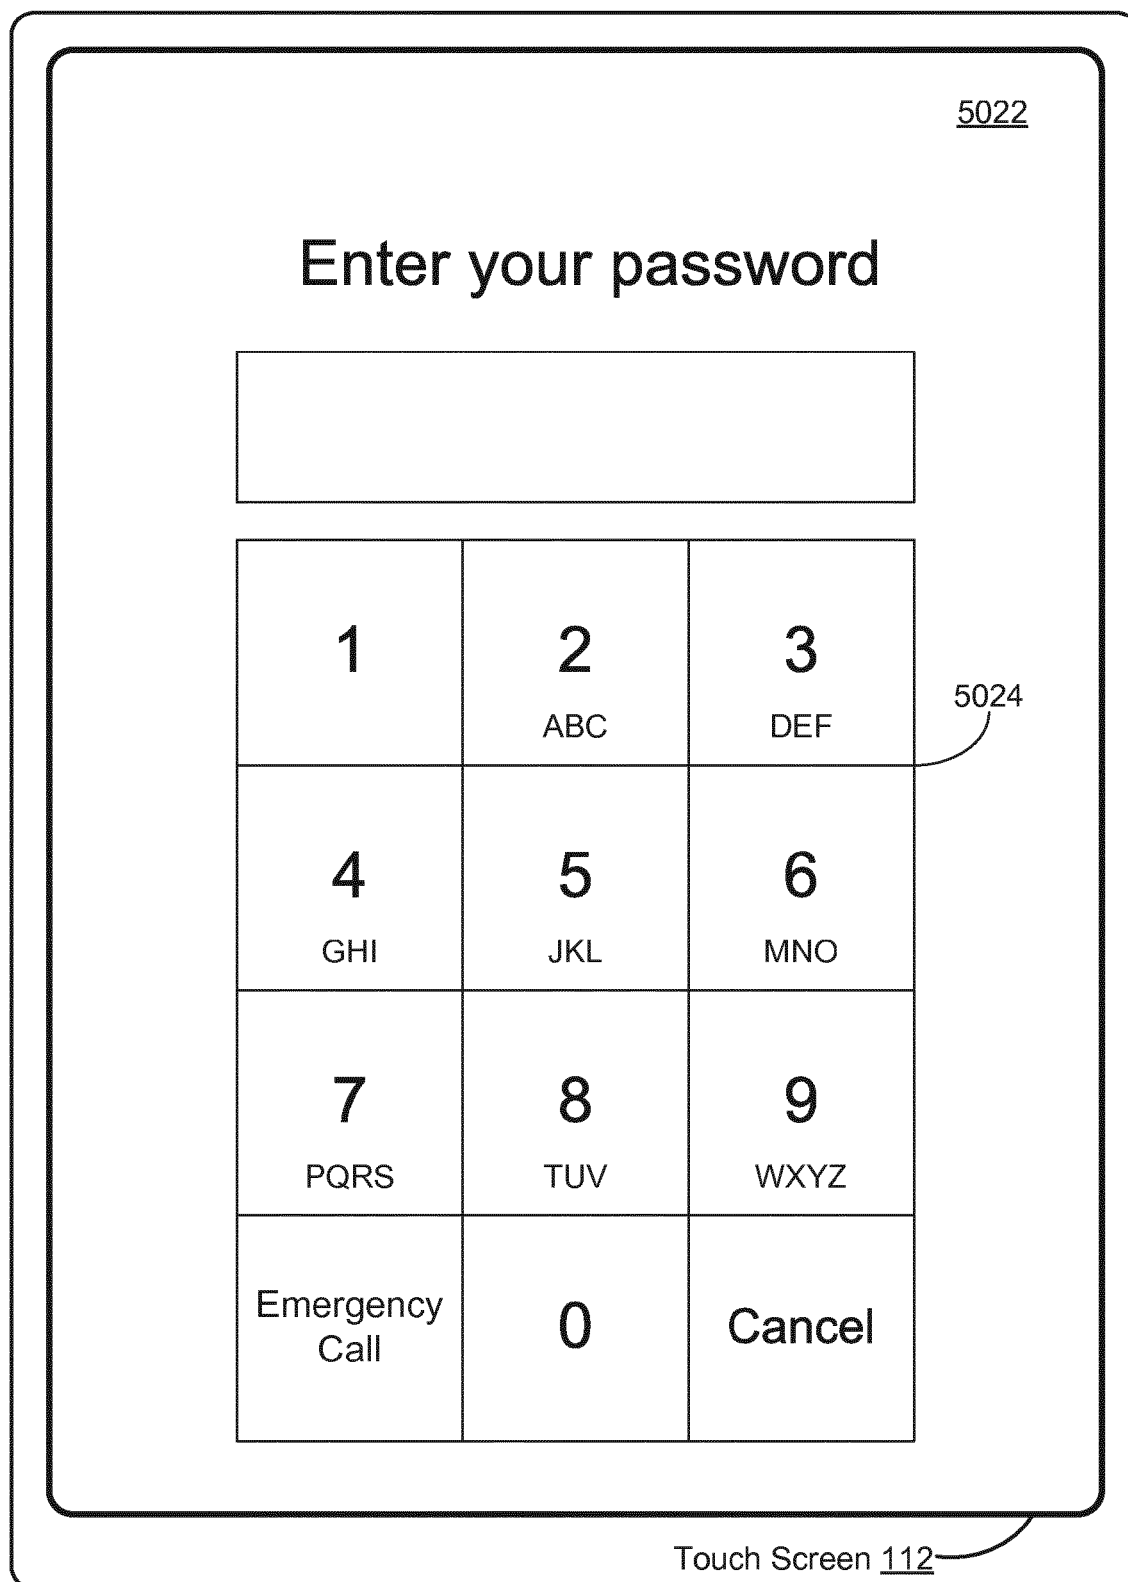 5022
Enter your password
1 2 3
ABC DEF
5024
4 5 6
GHI JKL MNO
7 8 9
PQRS TUV WXYZ
Emergency
Call
0 Cancel
Touch Screen 112